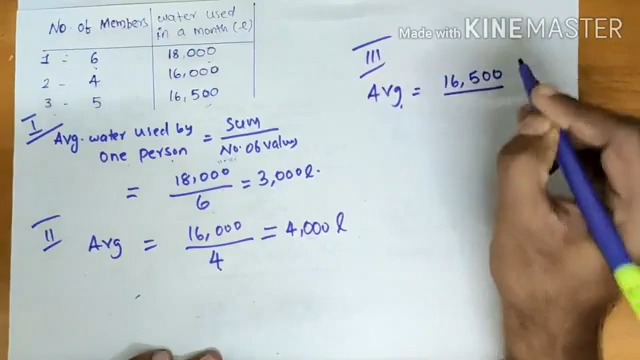 Made with KINEMASTER
No. of Members water used in a month (l)
1 - 6 18,000
2 - 4 16,000
3 - 5 16,500
I
Avg. water used by one person = Sum / No. of values
= 18,000 / 6 = 3,000 l.
II Avg = 16,000 / 4 = 4,000 l
III
Avg = 16,500